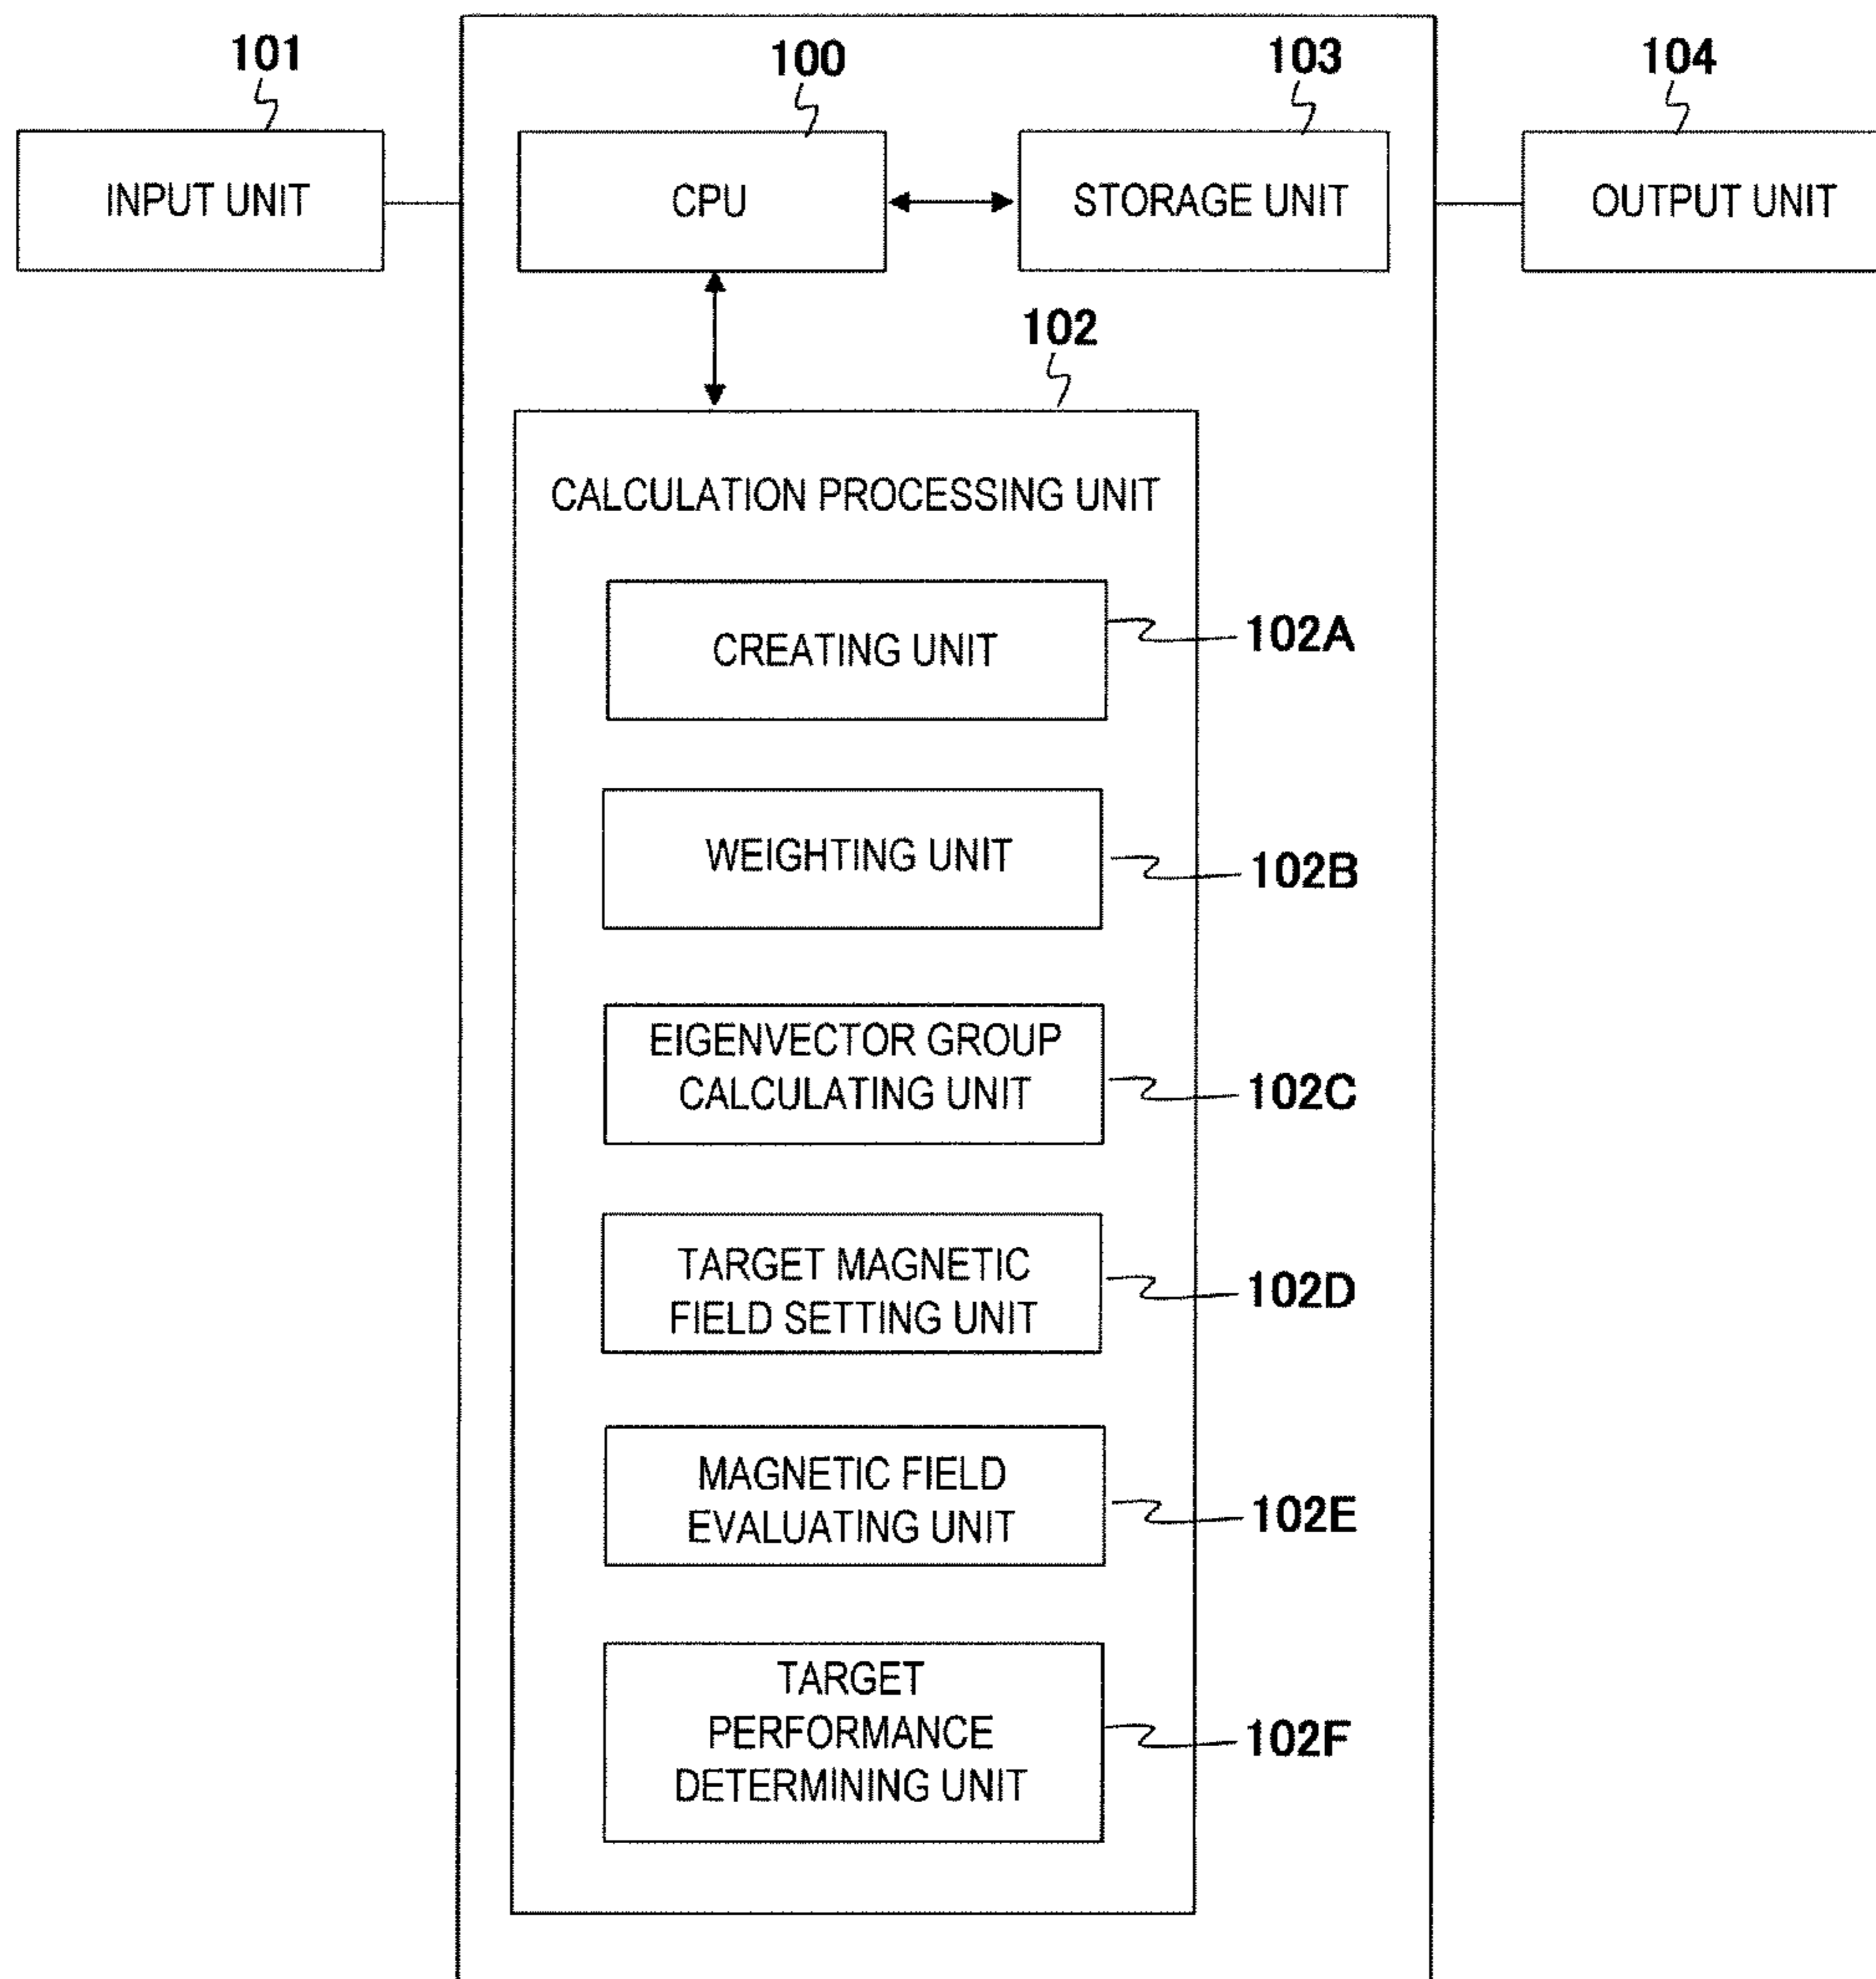 101
100
103
104
INPUT UNIT
CPU
STORAGE UNIT
OUTPUT UNIT
102
CALCULATION PROCESSING UNIT
CREATING UNIT
102A
WEIGHTING UNIT
102B
EIGENVECTOR GROUP
CALCULATING UNIT
102C
TARGET MAGNETIC
FIELD SETTING UNIT
102D
MAGNETIC FIELD
EVALUATING UNIT
102E
TARGET
PERFORMANCE
DETERMINING UNIT
102F